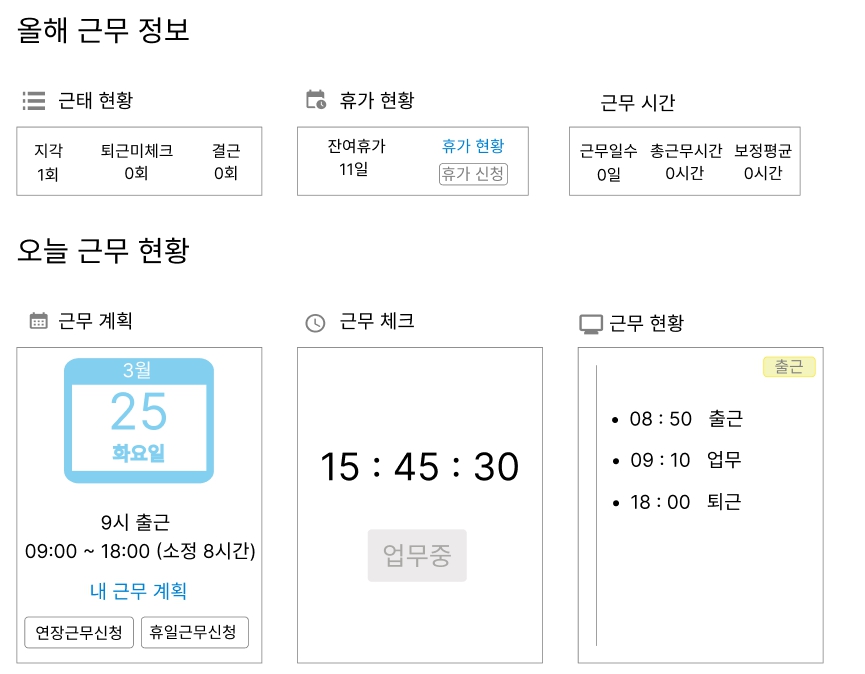 올해 근무 정보
근태 현황
지각 퇴근미체크 결근
1회 0회 0회
휴가 현황
잔여휴가 휴가 현황
11일 휴가 신청
근무 시간
근무일수 총근무시간 보정평균
0일 0시간 0시간
오늘 근무 현황
근무 계획
3월
25
화요일
9시 출근
09:00 ~ 18:00 (소정 8시간)
내 근무 계획
연장근무신청 휴일근무신청
근무 체크
15 : 45 : 30
업무중
근무 현황
출근
• 08 : 50 출근
• 09 : 10 업무
• 18 : 00 퇴근